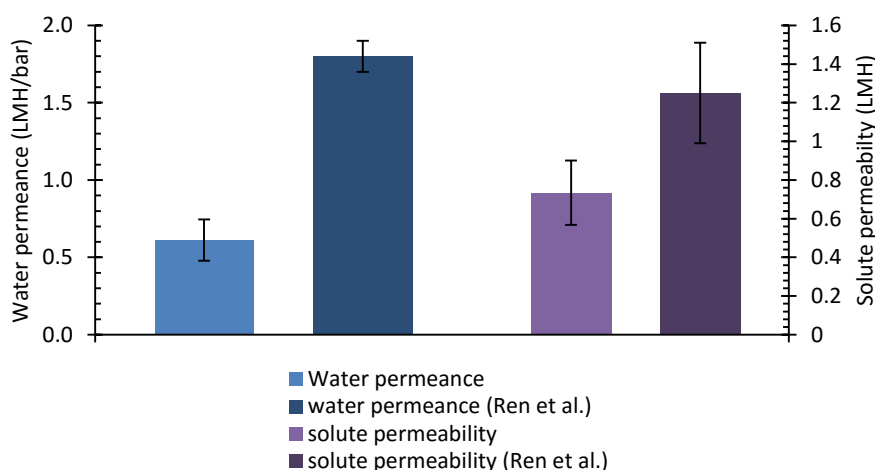 Water permeance (LMH/bar)
2.0
1.5
1.0
0.5
0.0
1.6
1.4
1.2
1
0.8
0.6
0.4
0.2
0
Solute permeabilty (LMH)
Water permeance
water permeance (Ren et al.)
solute permeability
solute permeability (Ren et al.)